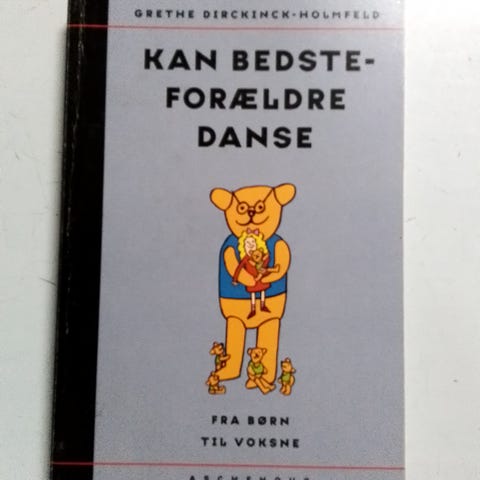 GRETHE DIRCKINCK-HOLMFELD
KAN BEDSTE-
FORÆLDRE
DANSE
FRA BØRN
TIL VOKSNE